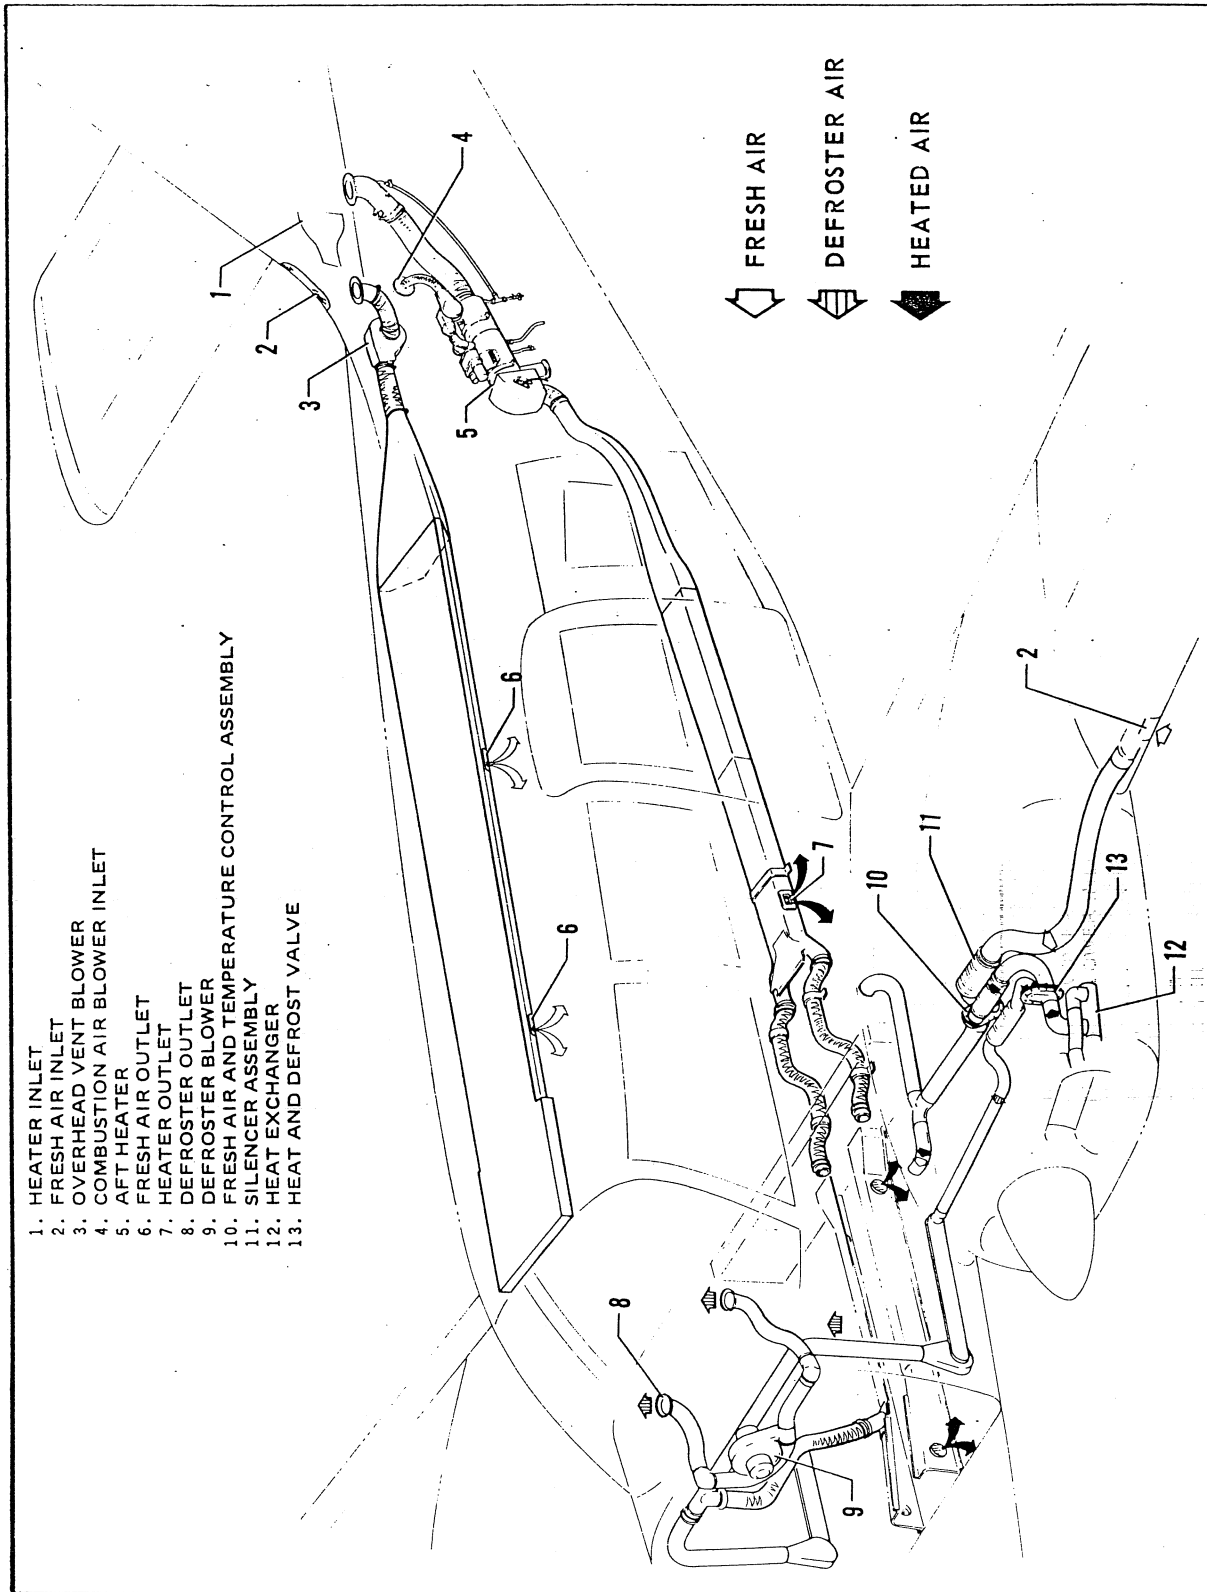 1. HEATER INLET
2. FRESH AIR INLET
3. OVERHEAD VENT BLOWER
4. COMBUSTION AIR BLOWER INLET
5. AFT HEATER
6. FRESH AIR OUTLET
7. HEATER OUTLET
8. DEFROSTER OUTLET
9. DEFROSTER BLOWER
10. FRESH AIR AND TEMPERATURE CONTROL ASSEMBLY
11. SILENCER ASSEMBLY
12. HEAT EXCHANGER
13. HEAT AND DEFROST VALVE
1
2
3
4
5
6
6
7
8
9
10
11
13
12
2
FRESH AIR
DEFROSTER AIR
HEATED AIR